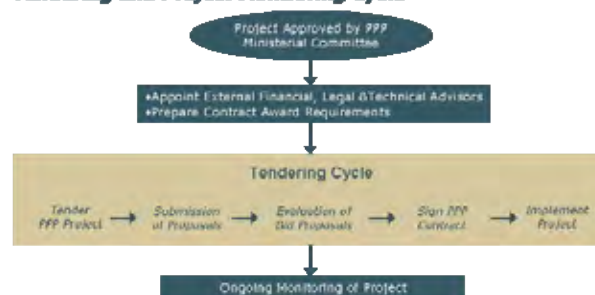 Project Approved by PPP
Ministerial Committee
•Appoint External Financial, Legal &Technical Advisors
•Prepare Contract Award Requirements
Tendering Cycle
Tender
PPP Project
Submission
of Proposals
Evaluation of
Bid Proposals
Sign PPP
Contract
Implement
Project
Ongoing Monitoring of Project